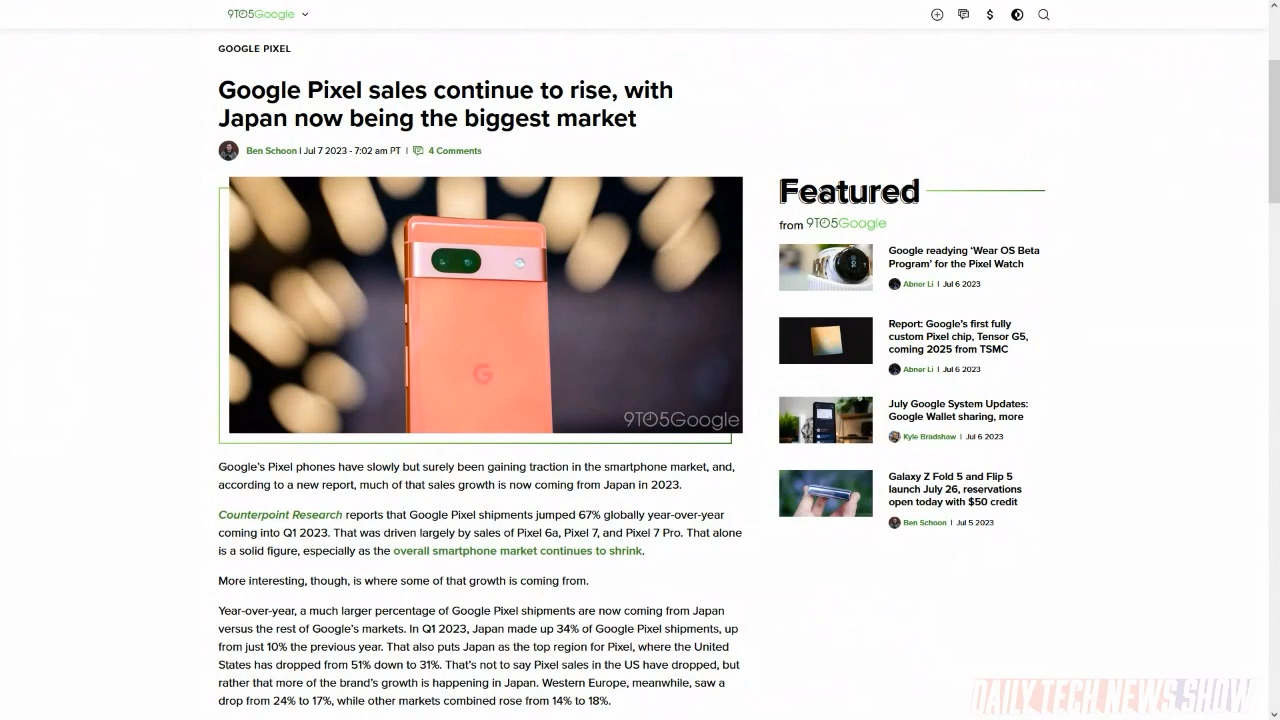 9TO5Google
GOOGLE PIXEL
Google Pixel sales continue to rise, with
Japan now being the biggest market
Ben Schoon | Jul 7 2023 - 7:02 am PT | 4 Comments
G
9TO5Google
Google's Pixel phones have slowly but surely been gaining traction in the smartphone market, and,
according to a new report, much of that sales growth is now coming from Japan in 2023.
Counterpoint Research reports that Google Pixel shipments jumped 67% globally year-over-year
coming into Q1 2023. That was driven largely by sales of Pixel 6a, Pixel 7, and Pixel 7 Pro. That alone
is a solid figure, especially as the overall smartphone market continues to shrink.
More interesting, though, is where some of that growth is coming from.
Year-over-year, a much larger percentage of Google Pixel shipments are now coming from Japan
versus the rest of Google's markets. In Q1 2023, Japan made up 34% of Google Pixel shipments, up
from just 10% the previous year. That also puts Japan as the top region for Pixel, where the United
States has dropped from 51% down to 31%. That's not to say Pixel sales in the US have dropped, but
rather that more of the brand's growth is happening in Japan. Western Europe, meanwhile, saw a
drop from 24% to 17%, while other markets combined rose from 14% to 18%.
Featured
from 9TO5Google
Google readying 'Wear OS Beta
Program' for the Pixel Watch
Abner Li | Jul 6 2023
Report: Google's first fully
custom Pixel chip, Tensor G5,
coming 2025 from TSMC
Abner Li | Jul 6 2023
July Google System Updates:
Google Wallet sharing, more
Kyle Bradshaw | Jul 6 2023
Galaxy Z Fold 5 and Flip 5
launch July 26, reservations
open today with $50 credit
Ben Schoon | Jul 5 2023
DAILY TECH NEWS SHOW